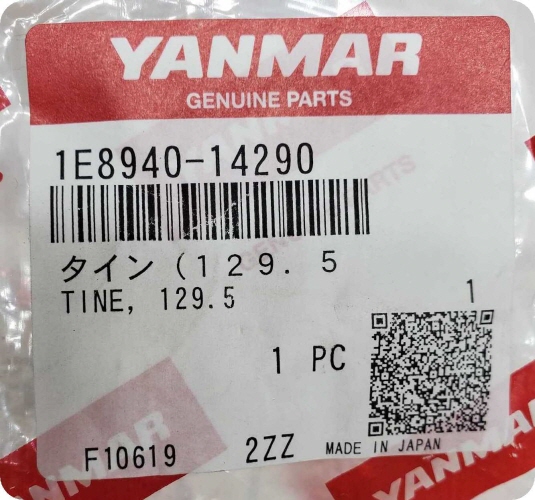 YANMAR
GENUINE PARTS
1E8940-14290
タイン（１２９．５
TINE, 129.5
1
1 PC
F10619 2ZZ MADE IN JAPAN
YANMAR
YANMAR